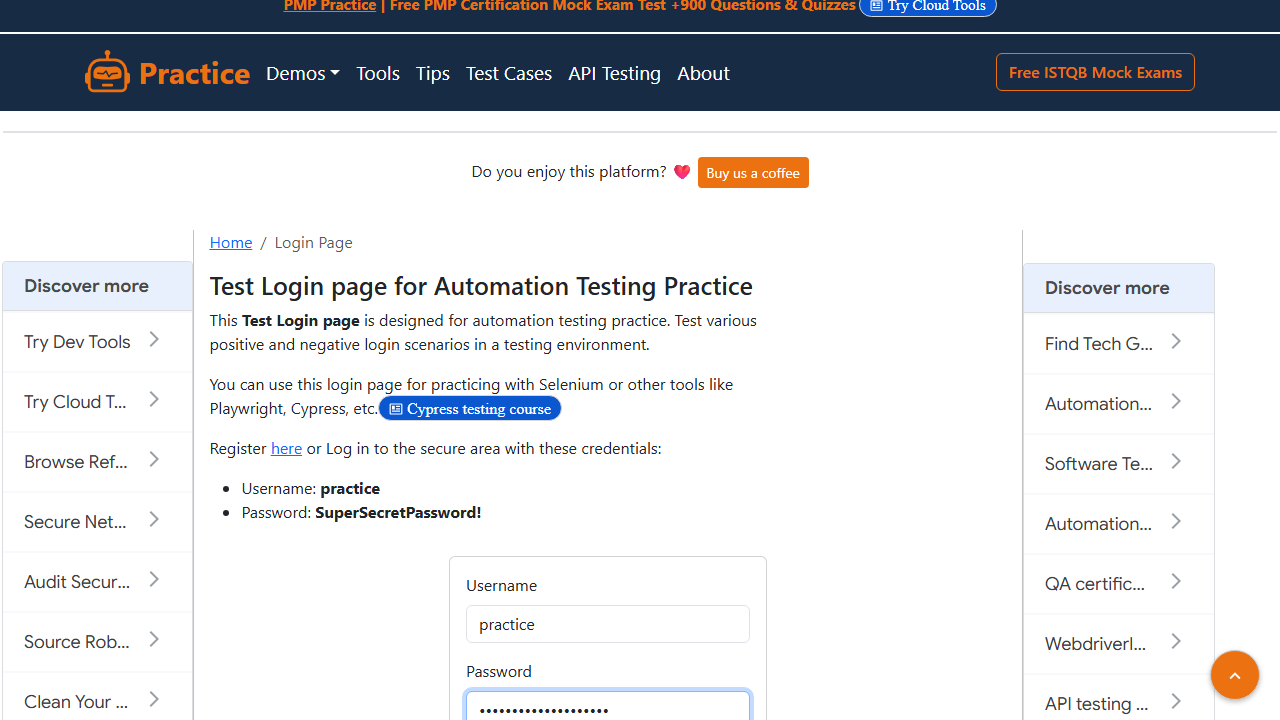 PMP Practice | Free PMP Certification Mock Exam Test +900 Questions & Quizzes Try Cloud Tools
Practice Demos Tools Tips Test Cases API Testing About Free ISTQB Mock Exams
Do you enjoy this platform? Buy us a coffee
Home / Login Page
Discover more
Try Dev Tools
Try Cloud T...
Browse Ref...
Secure Net...
Audit Secur...
Source Rob...
Clean Your ...
Test Login page for Automation Testing Practice
This Test Login page is designed for automation testing practice. Test various
positive and negative login scenarios in a testing environment.
You can use this login page for practicing with Selenium or other tools like
Playwright, Cypress, etc. Cypress testing course
Register here or Log in to the secure area with these credentials:
Username: practice
Password: SuperSecretPassword!
Username
practice
Password
••••••••••••••••••••
Discover more
Find Tech G...
Automation...
Software Te...
Automation...
QA certific...
Webdriverl...
API testing ...